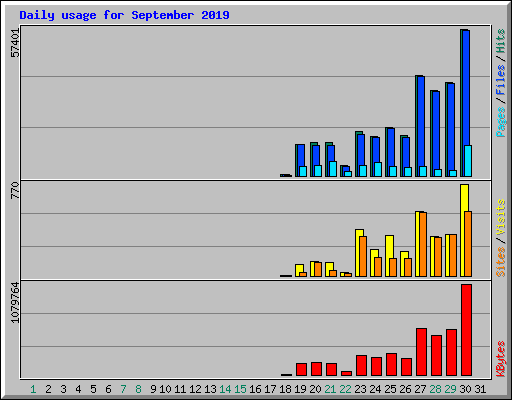 Daily usage for September 2019
57401
Pages / Files / Hits
770
Sites / Visits
1079764
KBytes
1 2 3 4 5 6 7 8 9 10 11 12 13 14 15 16 17 18 19 20 21 22 23 24 25 26 27 28 29 30 31